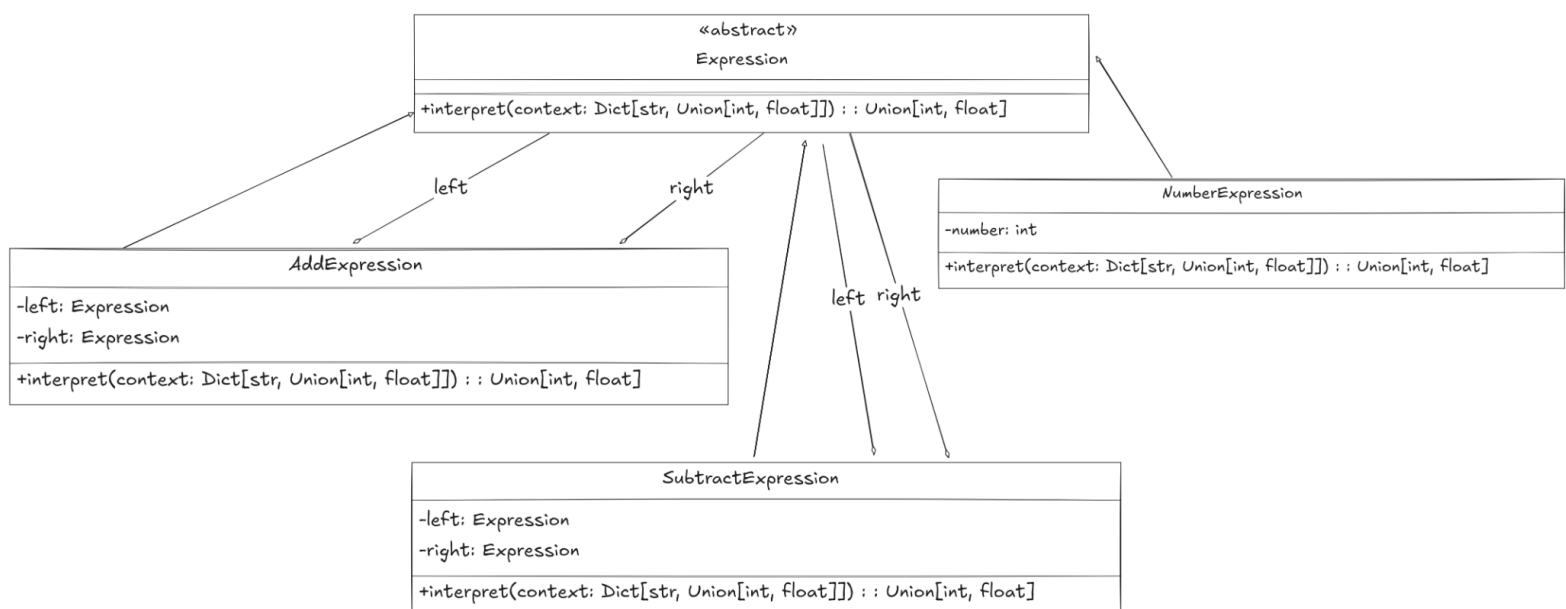 «abstract»
Expression
+interpret(context: Dict[str, Union[int, float]]) : : Union[int, float]
left
right
NumberExpression
-number: int
+interpret(context: Dict[str, Union[int, float]]) : : Union[int, float]
AddExpression
-left: Expression
-right: Expression
+interpret(context: Dict[str, Union[int, float]]) : : Union[int, float]
left
right
SubtractExpression
-left: Expression
-right: Expression
+interpret(context: Dict[str, Union[int, float]]) : : Union[int, float]